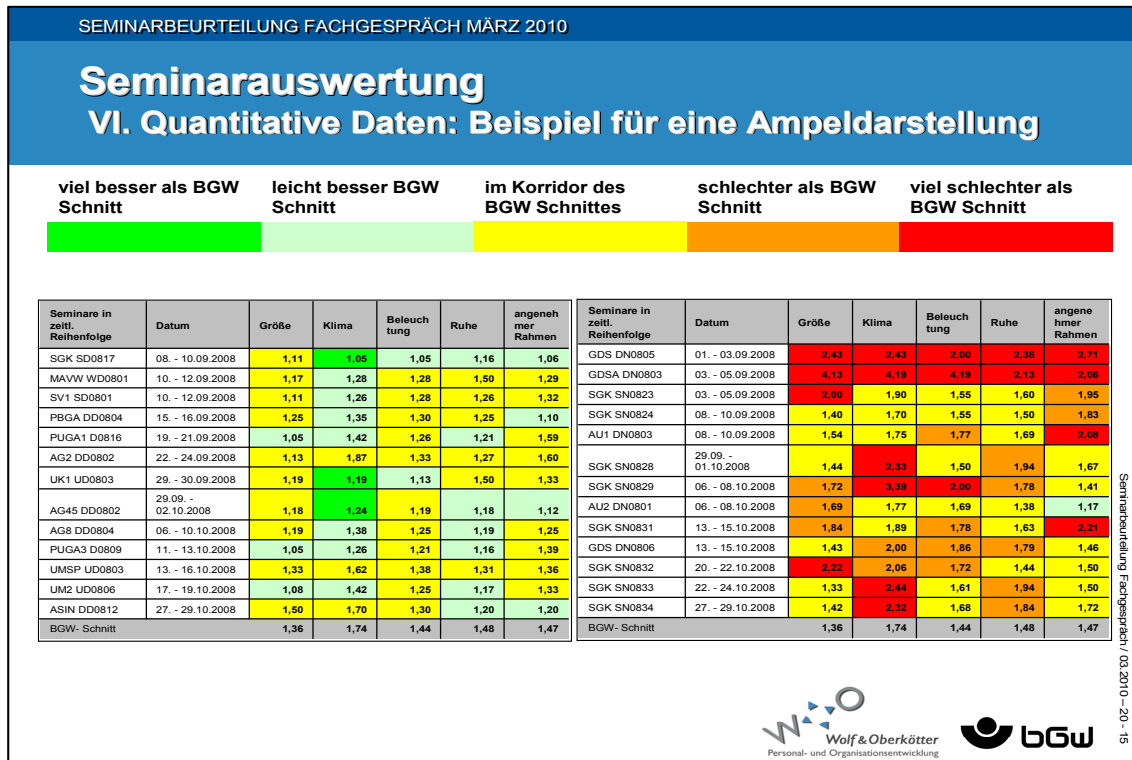 SEMINARBEURTEILUNG FACHGESPRÄCH MÄRZ 2010
Seminarauswertung
VI. Quantitative Daten: Beispiel für eine Ampeldarstellung
viel besser als BGW Schnitt
leicht besser BGW Schnitt
im Korridor des BGW Schnittes
schlechter als BGW Schnitt
viel schlechter als BGW Schnitt
Seminare in zeitl. Reihenfolge Datum Größe Klima Beleuch tung Ruhe angeneh mer Rahmen
SGK SD0817 08. - 10.09.2008 1,11 1,05 1,05 1,16 1,06
MAVW WD0801 10. - 12.09.2008 1,17 1,28 1,28 1,50 1,29
SV1 SD0801 10. - 12.09.2008 1,11 1,26 1,28 1,26 1,32
PBGA DD0804 15. - 16.09.2008 1,25 1,35 1,30 1,25 1,10
PUGA1 D0816 19. - 21.09.2008 1,05 1,42 1,26 1,21 1,59
AG2 DD0802 22. - 24.09.2008 1,13 1,87 1,33 1,27 1,60
UK1 UD0803 29. - 30.09.2008 1,19 1,19 1,13 1,50 1,33
AG45 DD0802 29.09. - 02.10.2008 1,18 1,24 1,19 1,18 1,12
AG8 DD0804 06. - 10.10.2008 1,19 1,38 1,25 1,19 1,25
PUGA3 D0809 11. - 13.10.2008 1,05 1,26 1,21 1,16 1,39
UMSP UD0803 13. - 16.10.2008 1,33 1,62 1,38 1,31 1,36
UM2 UD0806 17. - 19.10.2008 1,08 1,42 1,25 1,17 1,33
ASIN DD0812 27. - 29.10.2008 1,50 1,70 1,30 1,20 1,20
BGW- Schnitt 1,36 1,74 1,44 1,48 1,47
Seminare in zeitl. Reihenfolge Datum Größe Klima Beleuch tung Ruhe angene hmer Rahmen
GDS DN0805 01. - 03.09.2008 2,43 2,43 2,00 2,36 2,71
GDSA DN0803 03. - 05.09.2008 4,13 4,19 4,19 2,13 2,06
SGK SN0823 03. - 05.09.2008 2,00 1,90 1,55 1,60 1,95
SGK SN0824 08. - 10.09.2008 1,40 1,70 1,55 1,50 1,83
AU1 DN0803 08. - 10.09.2008 1,54 1,75 1,77 1,69 2,08
SGK SN0828 29.09. - 01.10.2008 1,44 2,33 1,50 1,94 1,67
SGK SN0829 06. - 08.10.2008 1,72 3,39 2,00 1,78 1,41
AU2 DN0801 06. - 08.10.2008 1,69 1,77 1,69 1,38 1,17
SGK SN0831 13. - 15.10.2008 1,84 1,89 1,78 1,63 2,21
GDS DN0806 13. - 15.10.2008 1,43 2,00 1,86 1,79 1,46
SGK SN0832 20. - 22.10.2008 2,22 2,06 1,72 1,44 1,50
SGK SN0833 22. - 24.10.2008 1,33 2,44 1,61 1,94 1,50
SGK SN0834 27. - 29.10.2008 1,42 2,32 1,68 1,84 1,72
BGW- Schnitt 1,36 1,74 1,44 1,48 1,47
Seminarbeurteilung Fachgespräch / 03.2010 – 20 - 15
W O
Wolf & Oberkötter
Personal- und Organisationsentwicklung
bGW